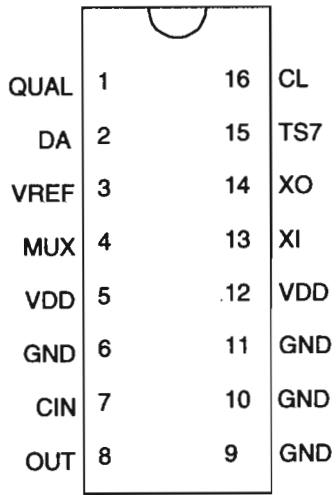 QUAL 1 16 CL
DA 2 15 TS7
VREF 3 14 XO
MUX 4 13 XI
VDD 5 12 VDD
GND 6 11 GND
CIN 7 10 GND
OUT 8 9 GND